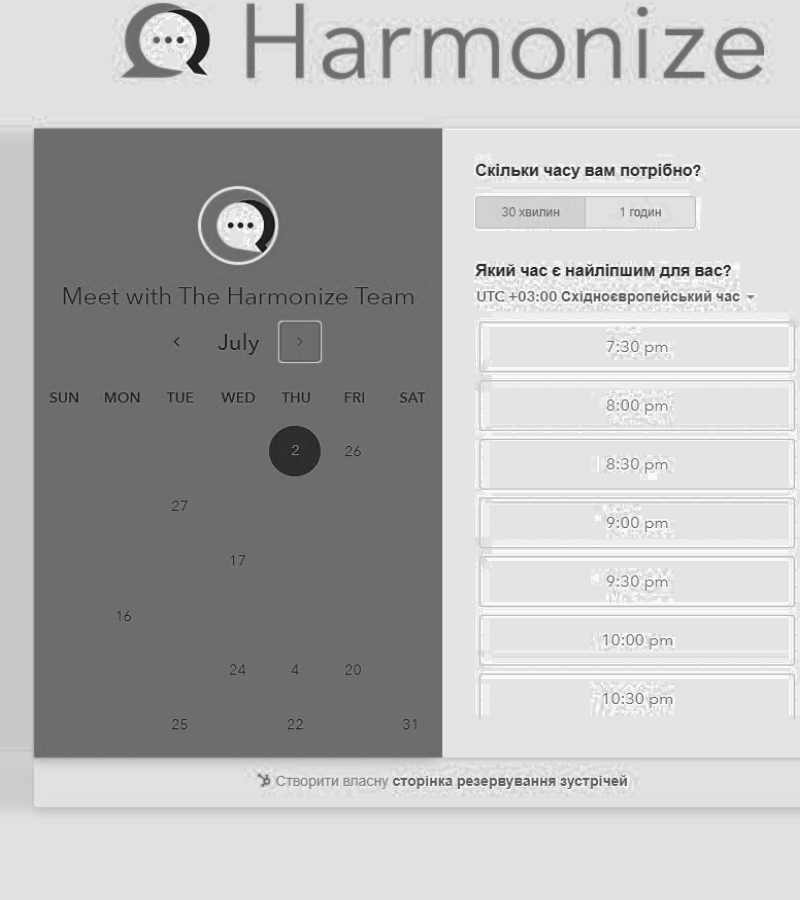 Harmonize
Meet with The Harmonize Team
July
SUN MON TUE WED THU FRI SAT
2 26
27
17
16
24 4 20
25 22 31
Скільки часу вам потрібно?
30 хвилин 1 годин
Який час є найліпшим для вас?
UTC +03:00 Східноєвропейський час
7:30 pm
8:00 pm
8:30 pm
9:00 pm
9:30 pm
10:00 pm
10:30 pm
Створити власну сторінка резервування зустрічей